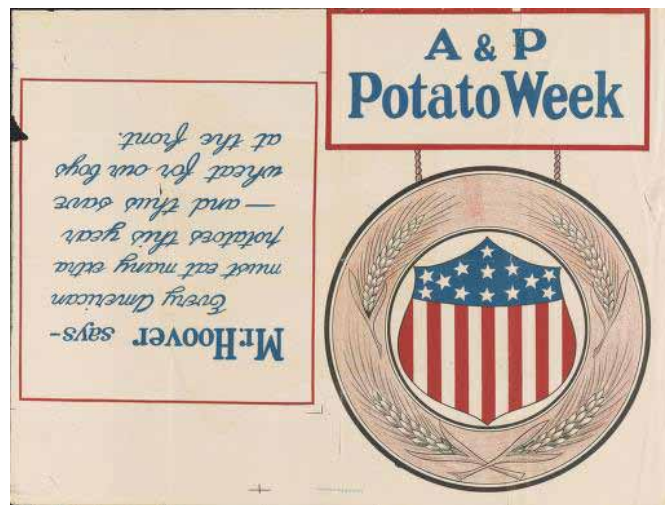 A & P
Potato Week
Mr. Hoover says-
Every American
must eat many extra
potatoes this year
—and thus save
wheat for our boys
at the front.